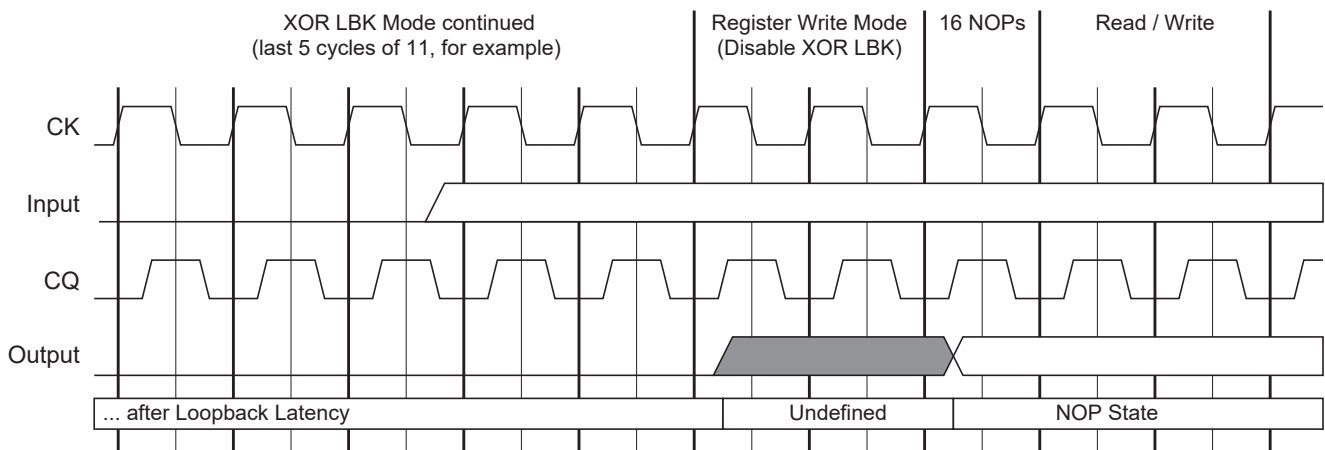 XOR LBK Mode continued
(last 5 cycles of 11, for example)
Register Write Mode
(Disable XOR LBK)
16 NOPs
Read / Write
CK
Input
CQ
Output
... after Loopback Latency
Undefined
NOP State